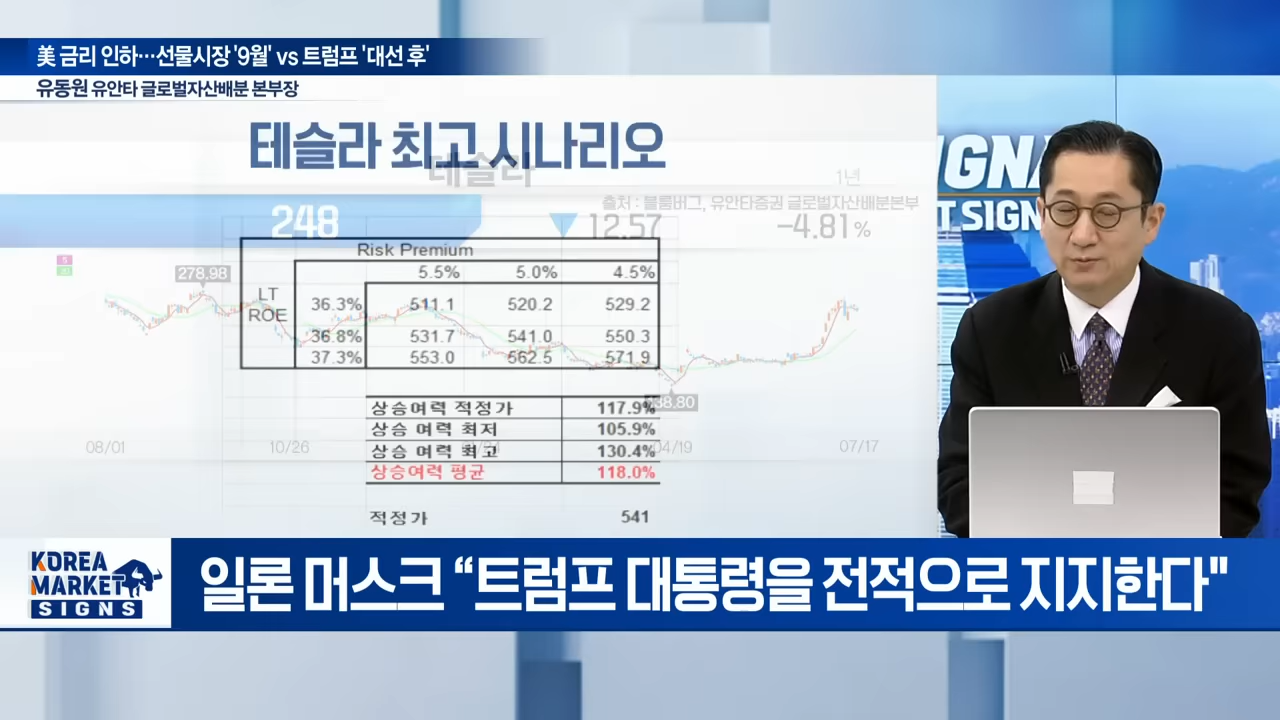 美 금리 인하…선물시장 '9월' vs 트럼프 '대선 후'
유동원 유안타 글로벌자산배분 본부장
테슬라 최고 시나리오
테슬라
1년
출처 : 블룸버그, 유안타증권 글로벌자산배분본부
248 ▼ 12.57 -4.81%
Risk Premium
5.5% 5.0% 4.5%
LT ROE
36.3% 511.1 520.2 529.2
36.8% 531.7 541.0 550.3
37.3% 553.0 562.5 571.9
278.98
상승여력 적정가 117.9%
상승 여력 최저 105.9%
상승 여력 최고 130.4%
상승여력 평균 118.0%
적정가 541
08/01 10/26 04/19 07/17
IGNA
T SIGN
KOREA
MARKET
SIGNS
일론 머스크 “트럼프 대통령을 전적으로 지지한다”